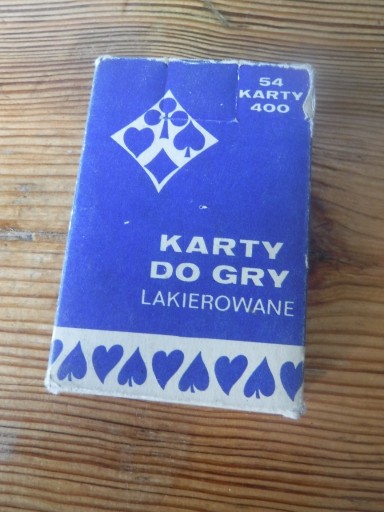 54
KARTY
400
KARTY
DO GRY
LAKIEROWANE